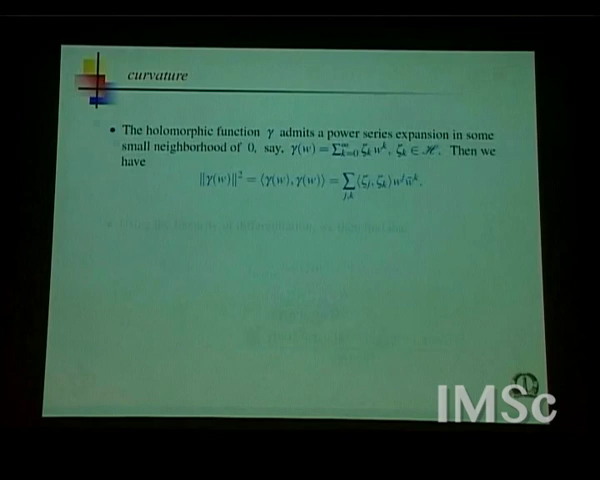 curvature
• The holomorphic function γ admits a power series expansion in some
small neighborhood of 0, say, γ(w) = ∑_{k=0}^{∞} ζ_k w^k, ζ_k ∈ ℋ. Then we
have
‖γ(w)‖² = ⟨γ(w), γ(w)⟩ = ∑_{j,k} ⟨ζ_j, ζ_k⟩ w^j w̄^k.
IMSc